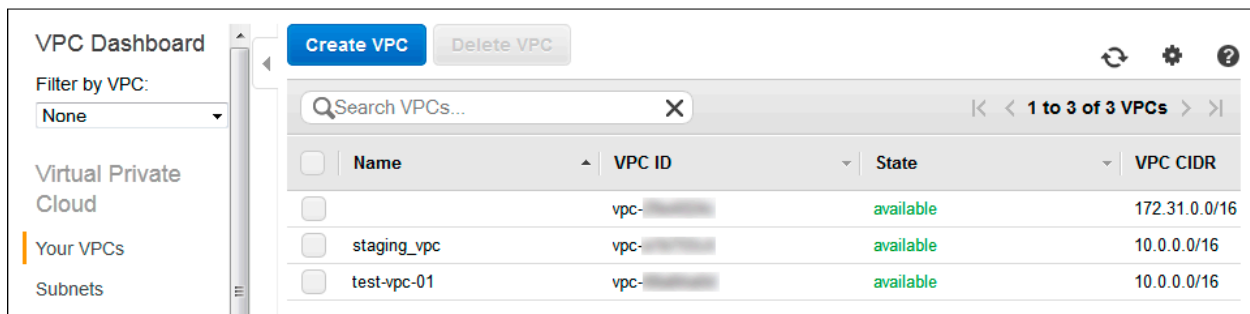 VPC Dashboard
Filter by VPC:
None
Virtual Private
Cloud
Your VPCs
Subnets
Create VPC
Delete VPC
Search VPCs...
1 to 3 of 3 VPCs
Name VPC ID State VPC CIDR
vpc- available 172.31.0.0/16
staging_vpc vpc- available 10.0.0.0/16
test-vpc-01 vpc- available 10.0.0.0/16